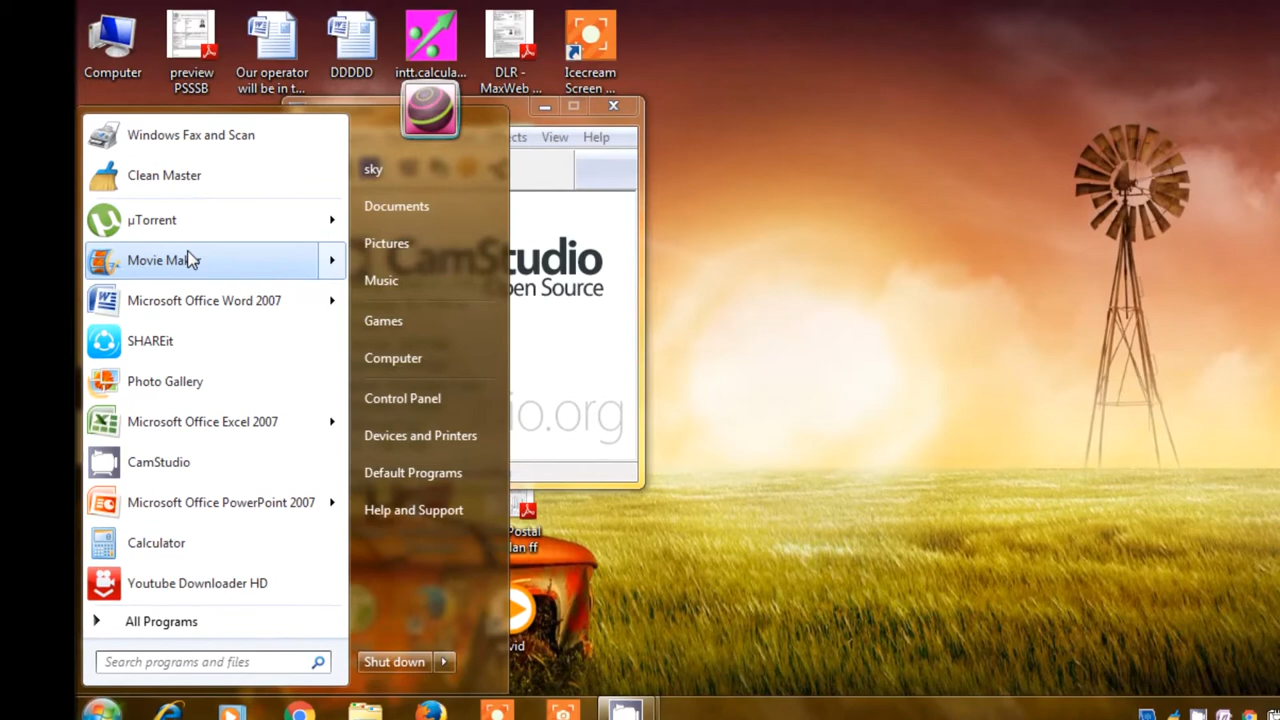 Computer
preview
PSSSB
Our operator
will be in t...
DDDDD
intt.calcula...
DLR -
MaxWeb ...
Icecream
Screen ...
View
Help
Windows Fax and Scan
Clean Master
µTorrent
Movie Maker
Microsoft Office Word 2007
SHAREit
Photo Gallery
Microsoft Office Excel 2007
CamStudio
Microsoft Office PowerPoint 2007
Calculator
Youtube Downloader HD
All Programs
Search programs and files
sky
Documents
Pictures
Music
Games
Computer
Control Panel
Devices and Printers
Default Programs
Help and Support
Shut down
CamStudio
Open Source
io.org
Postal